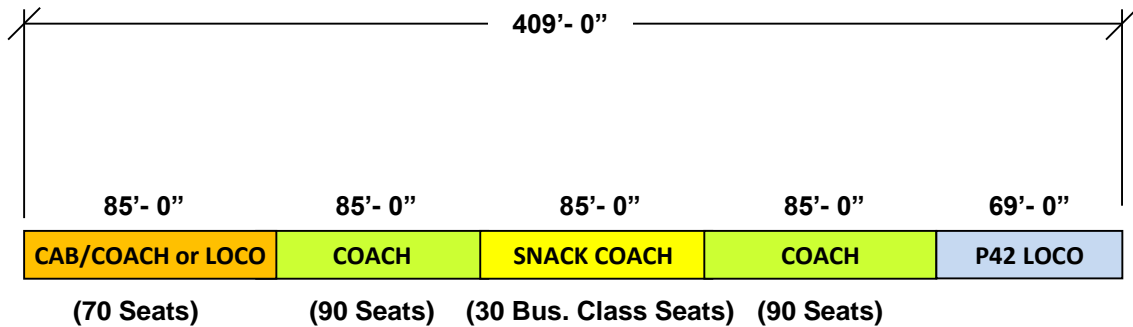 409’- 0”
85’- 0” 85’- 0” 85’- 0” 85’- 0” 69’- 0”
CAB/COACH or LOCO COACH SNACK COACH COACH P42 LOCO
(70 Seats) (90 Seats) (30 Bus. Class Seats) (90 Seats)